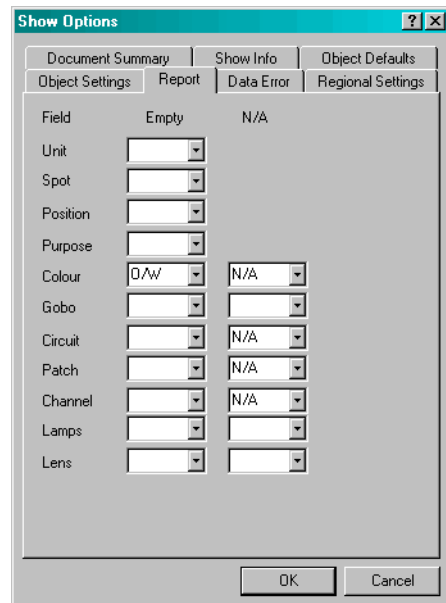 Show Options
Document Summary Show Info Object Defaults
Object Settings Report Data Error Regional Settings
Field Empty N/A
Unit
Spot
Position
Purpose
Colour O/W N/A
Gobo
Circuit N/A
Patch N/A
Channel N/A
Lamps
Lens
OK Cancel